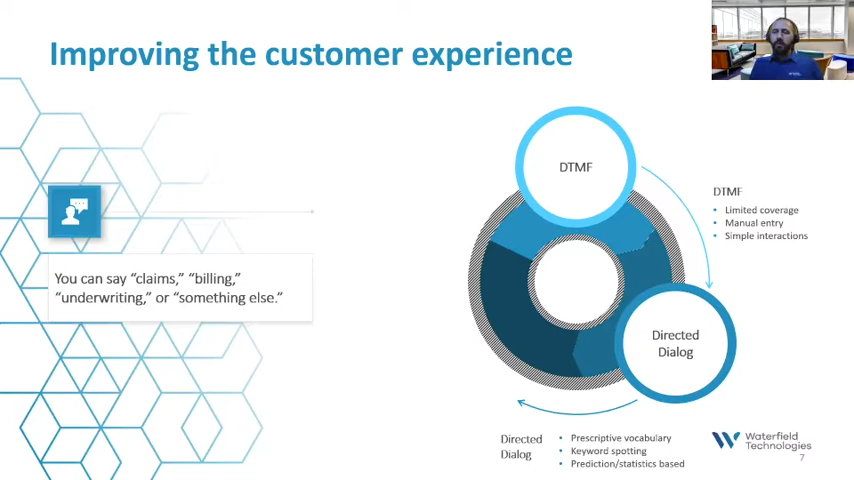 Improving the customer experience
You can say “claims,” “billing,”
“underwriting,” or “something else.”
DTMF
Directed
Dialog
DTMF
• Limited coverage
• Manual entry
• Simple interactions
Directed
Dialog
• Prescriptive vocabulary
• Keyword spotting
• Prediction/statistics based
Waterfield
Technologies
7